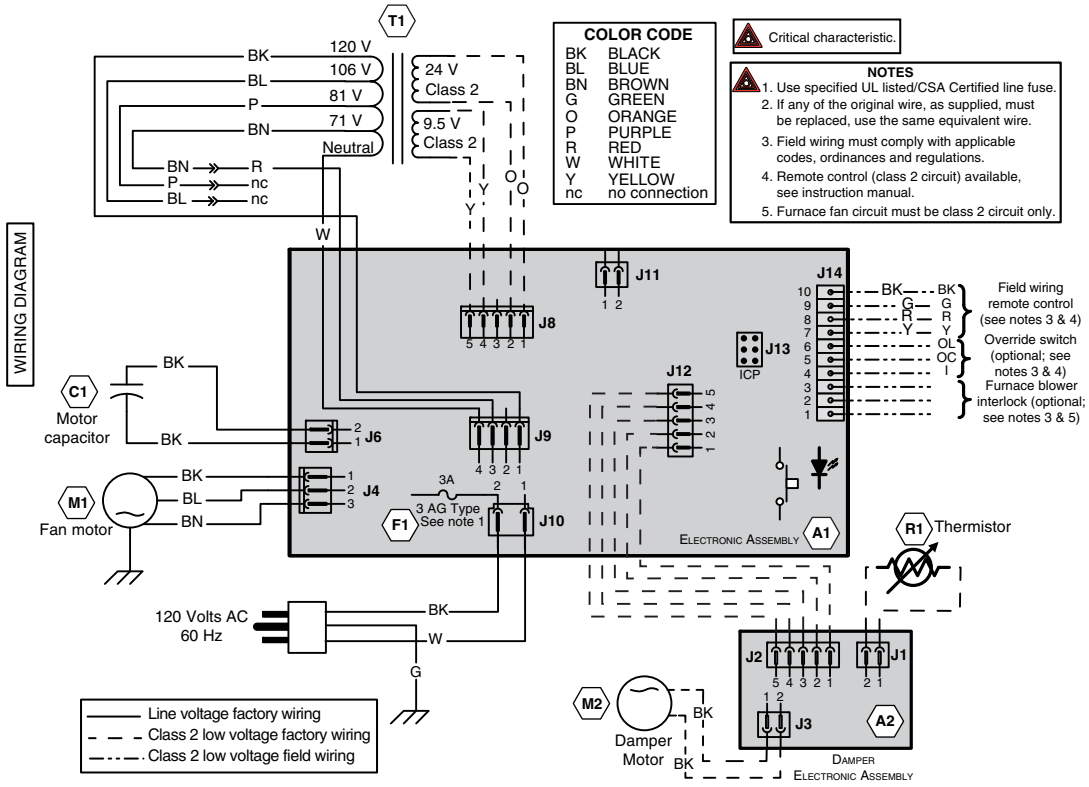 WIRING DIAGRAM
T1
120 V
106 V
81 V
71 V
Neutral
BK
BL
P
BN
BN R
P nc
BL nc
W
24 V
Class 2
9.5 V
Class 2
Y
Y
O
O
COLOR CODE
BK BLACK
BL BLUE
BN BROWN
G GREEN
O ORANGE
P PURPLE
R RED
W WHITE
Y YELLOW
nc no connection
Critical characteristic.
NOTES
1. Use specified UL listed/CSA Certified line fuse.
2. If any of the original wire, as supplied, must
be replaced, use the same equivalent wire.
3. Field wiring must comply with applicable
codes, ordinances and regulations.
4. Remote control (class 2 circuit) available,
see instruction manual.
5. Furnace fan circuit must be class 2 circuit only.
J11
1 2
J8
5 4 3 2 1
J13
ICP
J12
5
4
3
2
1
J14
10 BK BK
9 G G
8 R R
7 Y Y
6 OL
5 OC
4 I
3
2
1
Field wiring
remote control
(see notes 3 & 4)
Override switch
(optional; see
notes 3 & 4)
Furnace blower
interlock (optional;
see notes 3 & 5)
C1
Motor
capacitor
BK
BK
J6
2
1
J9
4 3 2 1
M1
Fan motor
BK
BL
BN
J4
1
2
3
3A
3 AG Type
See note 1
F1
2 1
J10
ELECTRONIC ASSEMBLY
A1
R1
Thermistor
120 Volts AC
60 Hz
BK
W
G
J2
5 4 3 2 1
J1
2 1
J3
1 2
A2
M2
Damper
Motor
BK
BK
DAMPER
ELECTRONIC ASSEMBLY
Line voltage factory wiring
Class 2 low voltage factory wiring
Class 2 low voltage field wiring